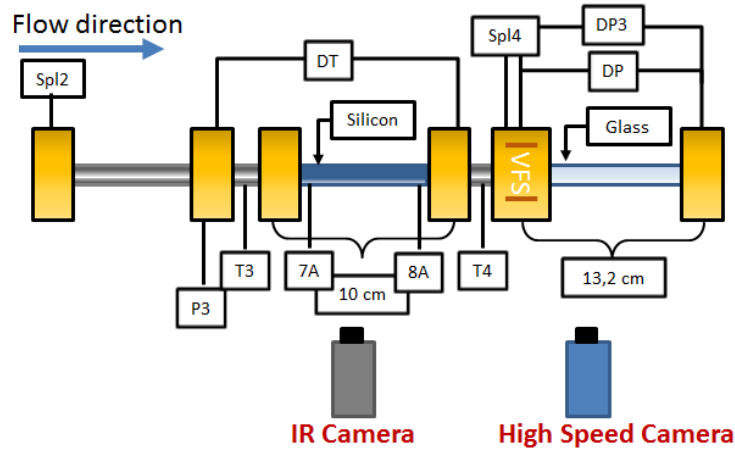 Flow direction
Spl2
DT
Spl4
DP3
DP
Silicon
Glass
VFS
T3
7A
8A
T4
10 cm
13,2 cm
P3
IR Camera
High Speed Camera